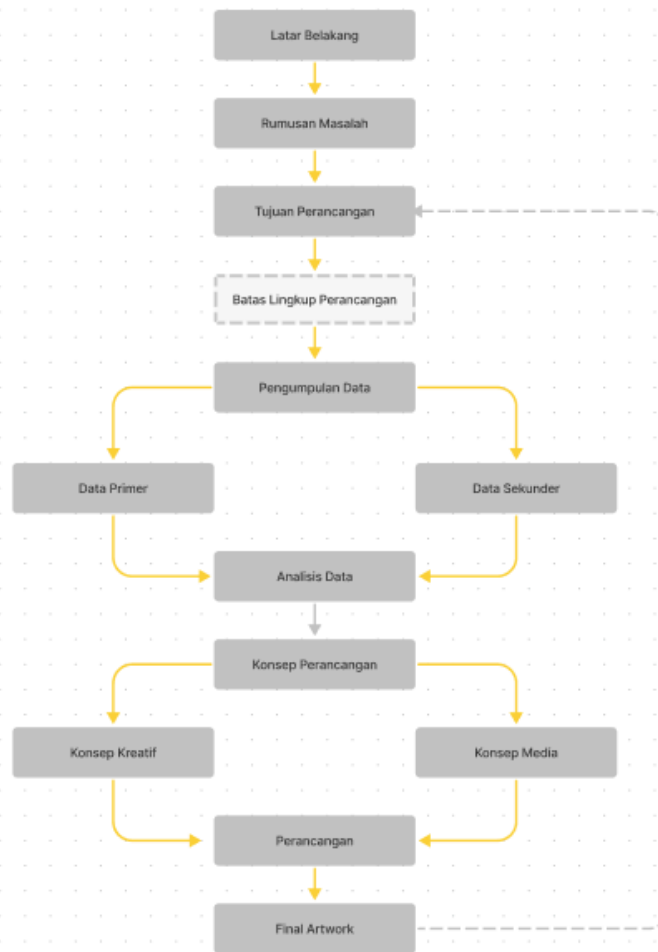 Latar Belakang
Rumusan Masalah
Tujuan Perancangan
Batas Lingkup Perancangan
Pengumpulan Data
Data Primer
Data Sekunder
Analisis Data
Konsep Perancangan
Konsep Kreatif
Konsep Media
Perancangan
Final Artwork